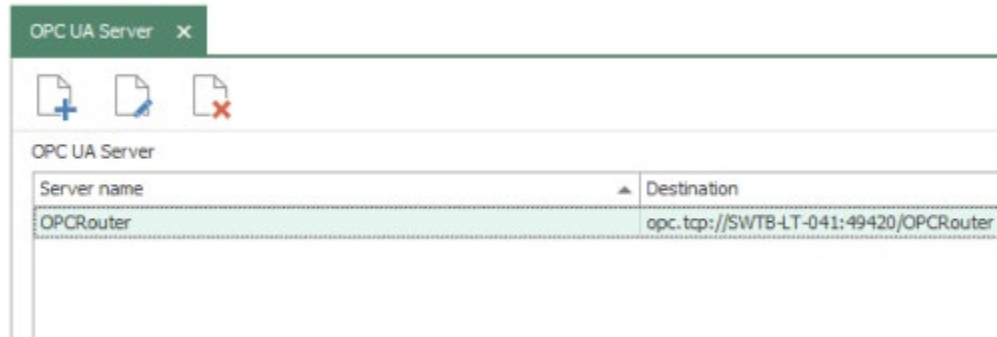 OPC UA Server
OPC UA Server
Server name Destination
OPCRouter opc.tcp://SWTB-LT-041:49420/OPCRouter